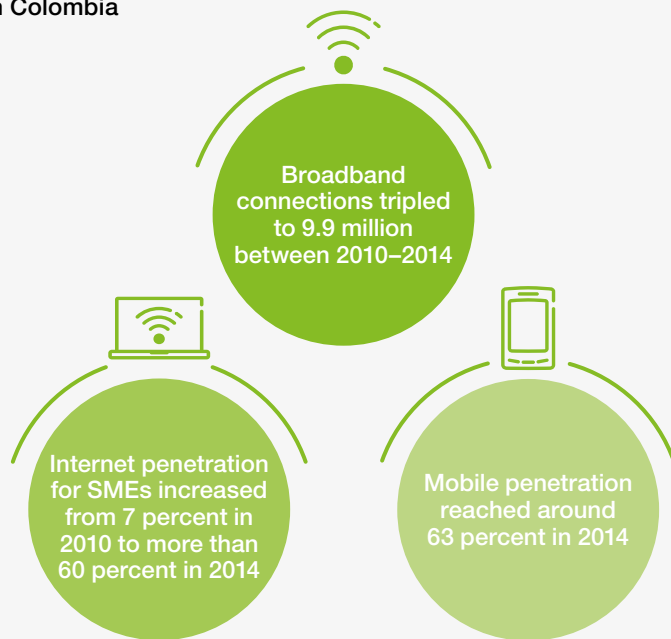 Colombia
Broadband
connections tripled
to 9.9 million
between 2010–2014
Internet penetration
for SMEs increased
from 7 percent in
2010 to more than
60 percent in 2014
Mobile penetration
reached around
63 percent in 2014